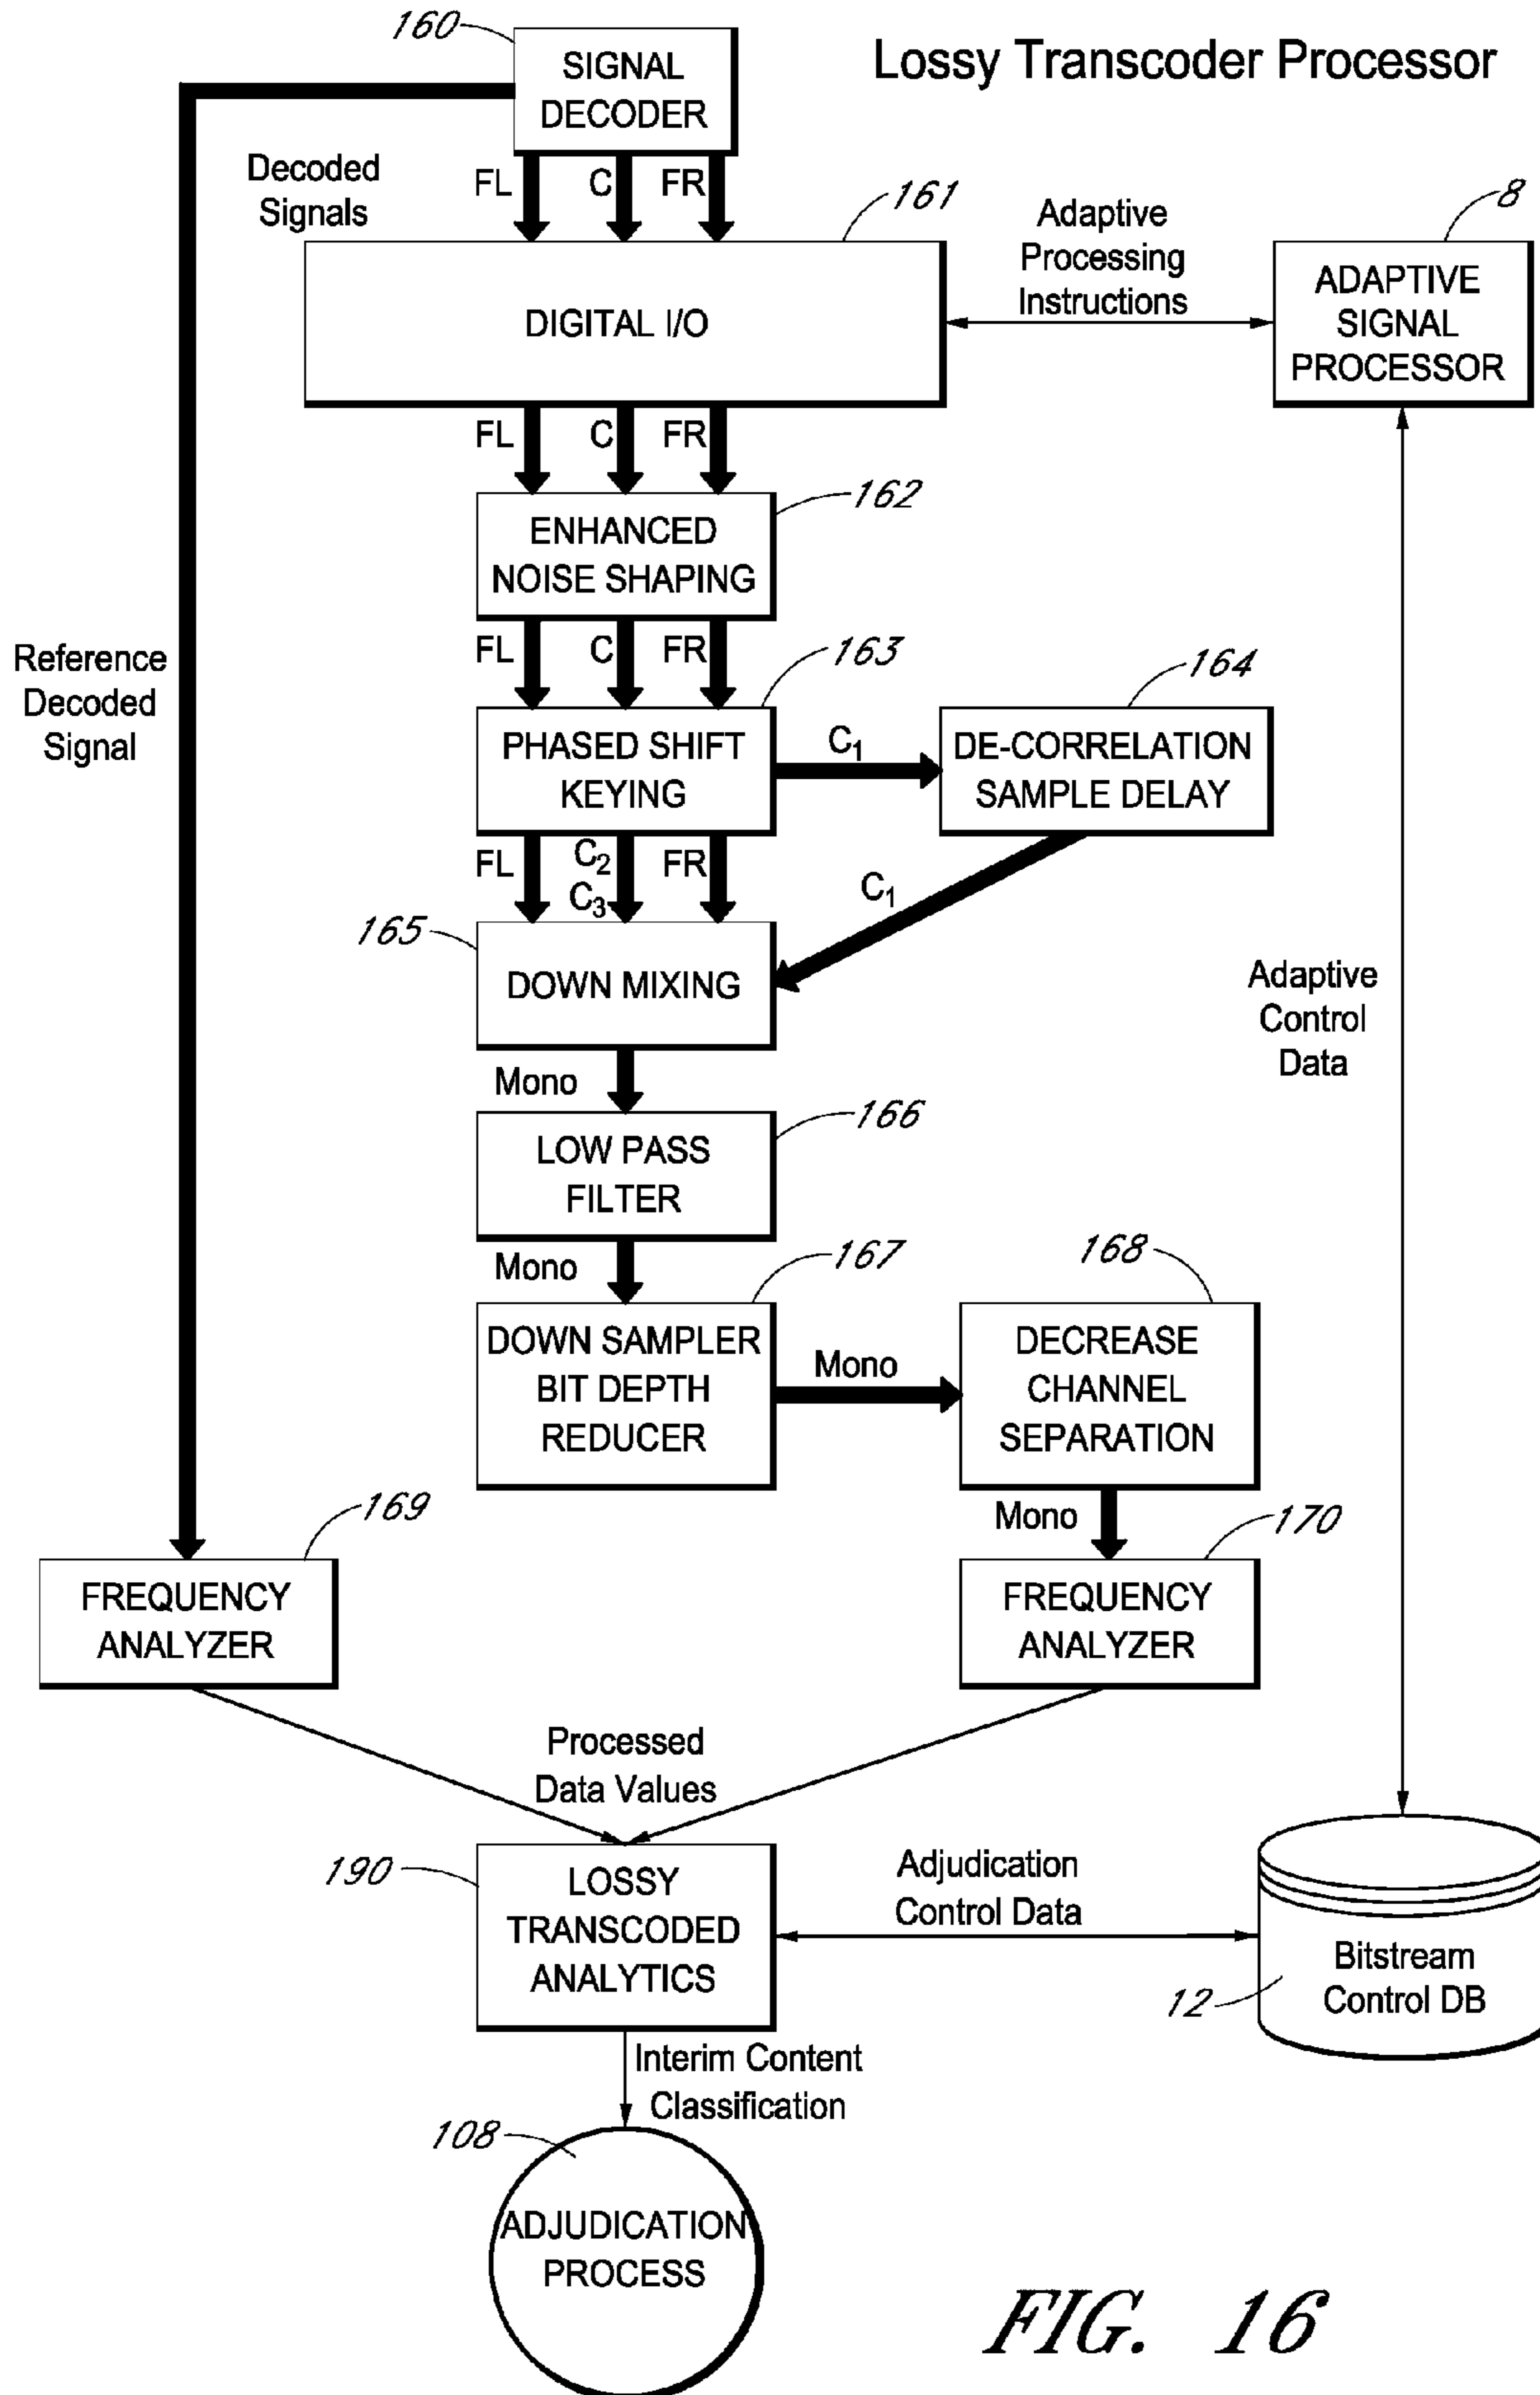 160
SIGNAL
DECODER
Lossy Transcoder Processor
Decoded
Signals
FL
C
FR
161
Adaptive
Processing
Instructions
8
DIGITAL I/O
ADAPTIVE
SIGNAL
PROCESSOR
FL
C
FR
162
ENHANCED
NOISE SHAPING
FL
C
FR
163
164
Reference
Decoded
Signal
PHASED SHIFT
KEYING
C1
DE-CORRELATION
SAMPLE DELAY
FL
C2
C3
FR
C1
165
DOWN MIXING
Adaptive
Control
Data
Mono
166
LOW PASS
FILTER
Mono
167
168
DOWN SAMPLER
BIT DEPTH
REDUCER
Mono
DECREASE
CHANNEL
SEPARATION
169
Mono
170
FREQUENCY
ANALYZER
FREQUENCY
ANALYZER
Processed
Data Values
190
LOSSY
TRANSCODED
ANALYTICS
Adjudication
Control Data
Bitstream
Control DB
12
Interim Content
Classification
108
ADJUDICATION
PROCESS
FIG. 16